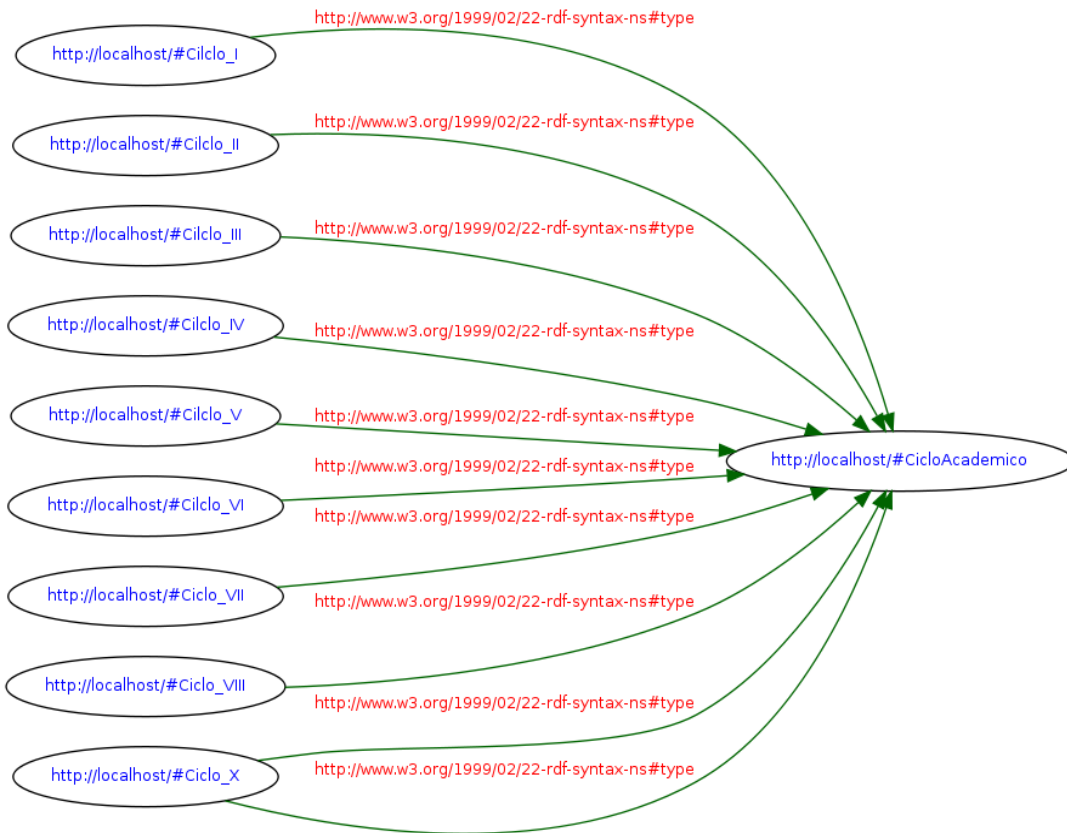 http://www.w3.org/1999/02/22-rdf-syntax-ns#type
http://localhost/#Cilclo_I
http://www.w3.org/1999/02/22-rdf-syntax-ns#type
http://localhost/#Cilclo_II
http://www.w3.org/1999/02/22-rdf-syntax-ns#type
http://localhost/#Cilclo_III
http://localhost/#Cilclo_IV
http://www.w3.org/1999/02/22-rdf-syntax-ns#type
http://localhost/#Cilclo_V
http://www.w3.org/1999/02/22-rdf-syntax-ns#type
http://localhost/#CicloAcademico
http://www.w3.org/1999/02/22-rdf-syntax-ns#type
http://localhost/#Cilclo_VI
http://www.w3.org/1999/02/22-rdf-syntax-ns#type
http://localhost/#Ciclo_VII
http://www.w3.org/1999/02/22-rdf-syntax-ns#type
http://localhost/#Ciclo_VIII
http://www.w3.org/1999/02/22-rdf-syntax-ns#type
http://www.w3.org/1999/02/22-rdf-syntax-ns#type
http://localhost/#Ciclo_X